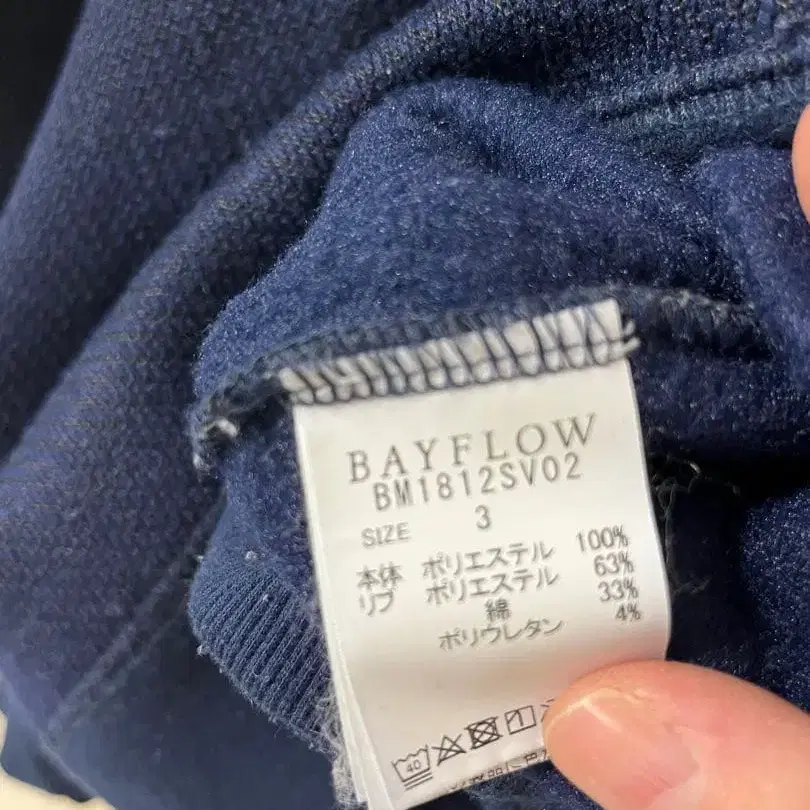 BAYFLOW
BM1812SV02
SIZE 3
本体 ポリエステル 100%
リブ ポリエステル 63%
綿 33%
ポリウレタン 4%
40